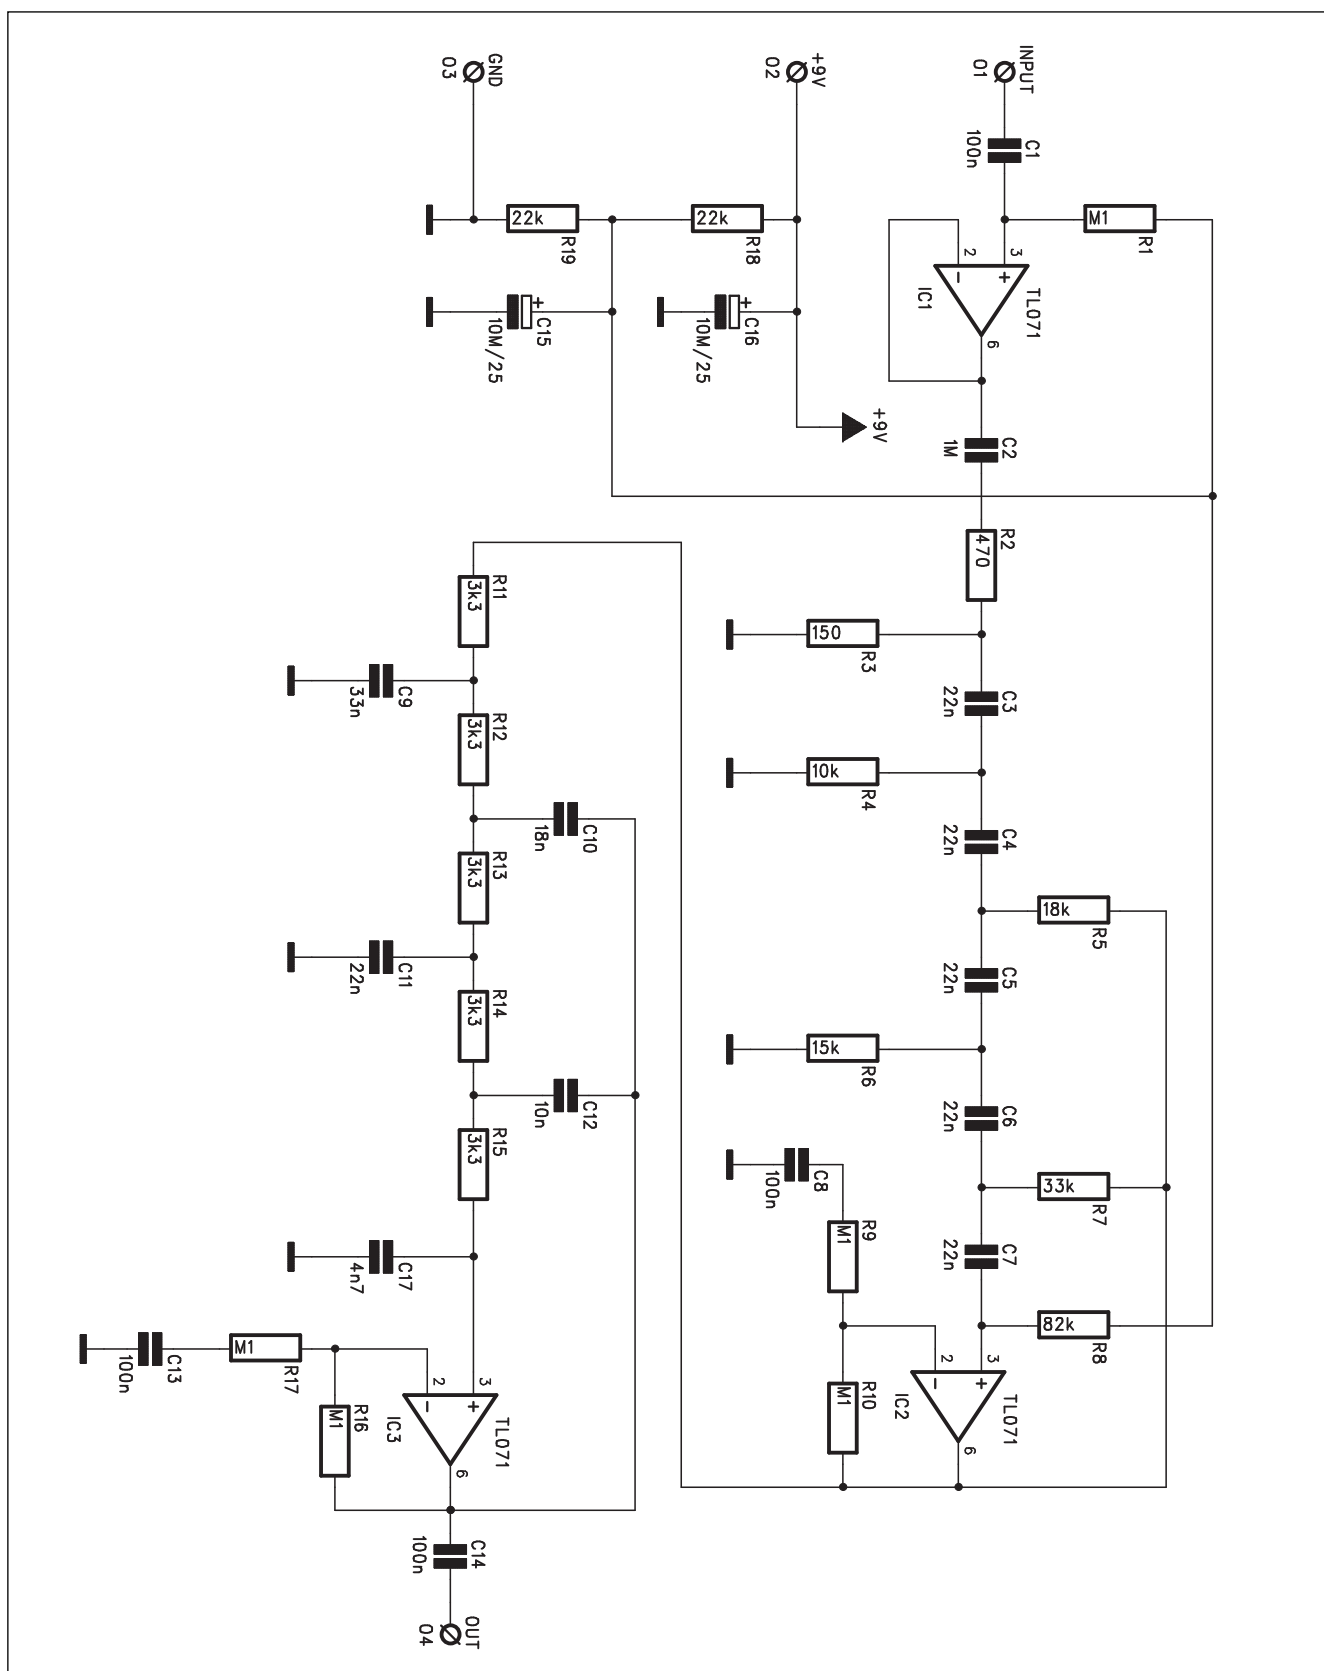 INPUT
O1
C1
100n
M1
R1
2
3
TL071
IC1
6
C2
1M
R2
470
150
R3
C3
22n
10k
R4
C4
22n
18k
R5
C5
22n
15k
R6
C6
22n
33k
R7
C8
100n
R9
M1
C7
22n
82k
R8
2
3
TL071
IC2
6
R10
M1
+9V
O2
22k
R18
+
C16
10M/25
+9V
GND
O3
22k
R19
+
C15
10M/25
R11
3k3
C9
33n
R12
3k3
C10
18n
R13
3k3
C11
22n
R14
3k3
C12
10n
R15
3k3
C17
4n7
C13
100n
M1
R17
R16
M1
2
3
TL071
IC3
6
C14
100n
OUT
O4